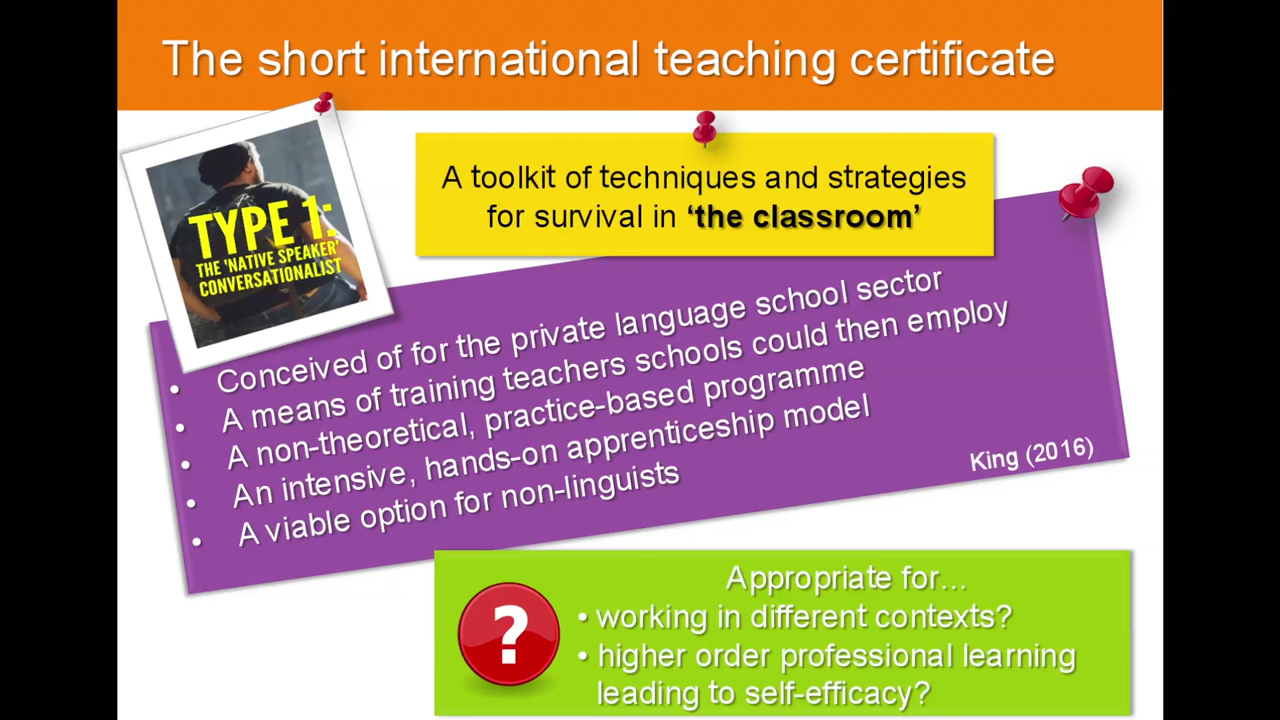 The short international teaching certificate
TYPE 1:
THE 'NATIVE SPEAKER'
CONVERSATIONALIST
A toolkit of techniques and strategies
for survival in ‘the classroom’
• Conceived of for the private language school sector
• A means of training teachers schools could then employ
• A non-theoretical, practice-based programme
• An intensive, hands-on apprenticeship model
• A viable option for non-linguists
King (2016)
?
Appropriate for…
• working in different contexts?
• higher order professional learning
leading to self-efficacy?